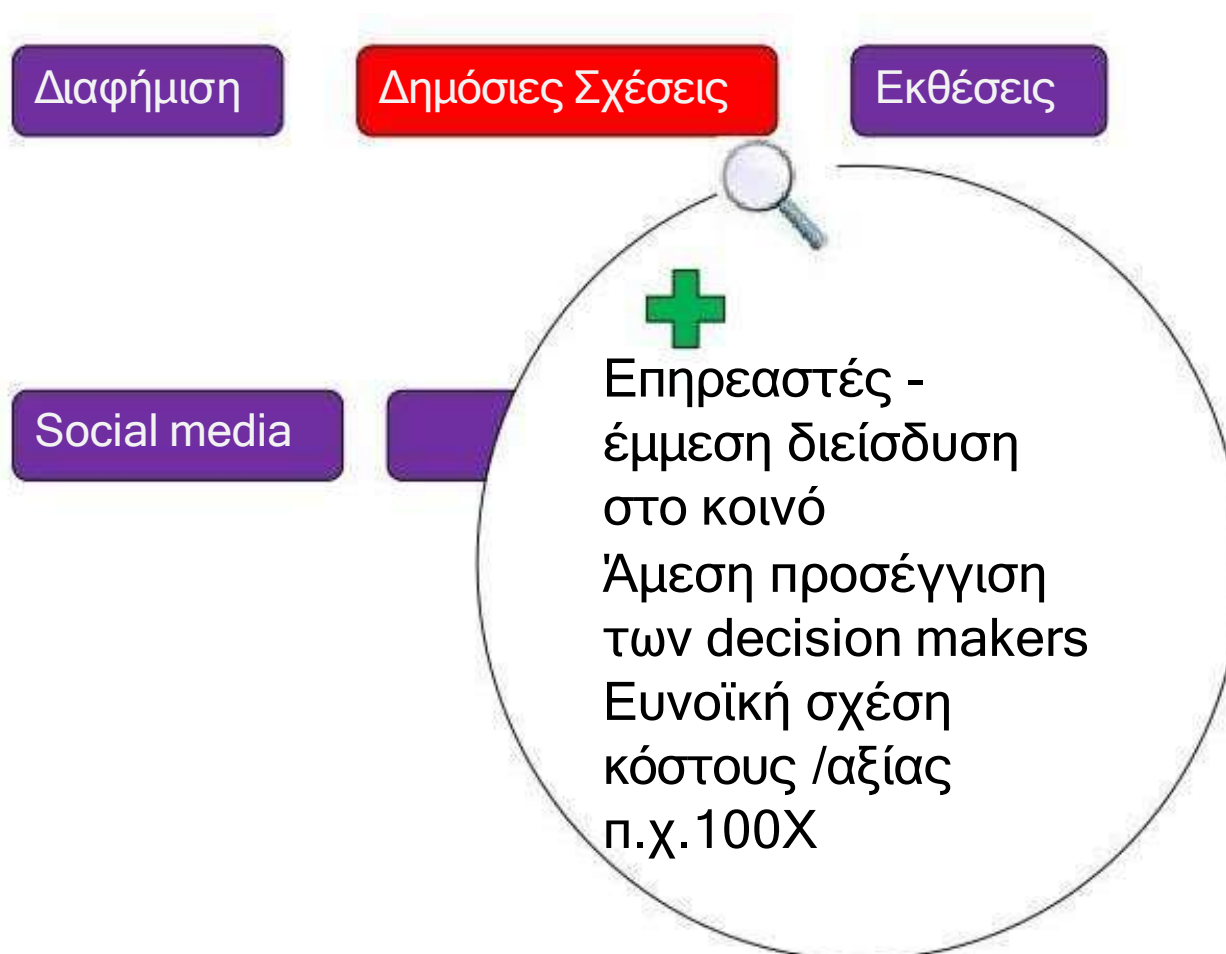 Διαφήμιση
Δημόσιες Σχέσεις
Εκθέσεις
Social media
Επηρεαστές -
έμμεση διείσδυση
στο κοινό
Άμεση προσέγγιση
των decision makers
Ευνοϊκή σχέση
κόστους /αξίας
π.χ.100Χ